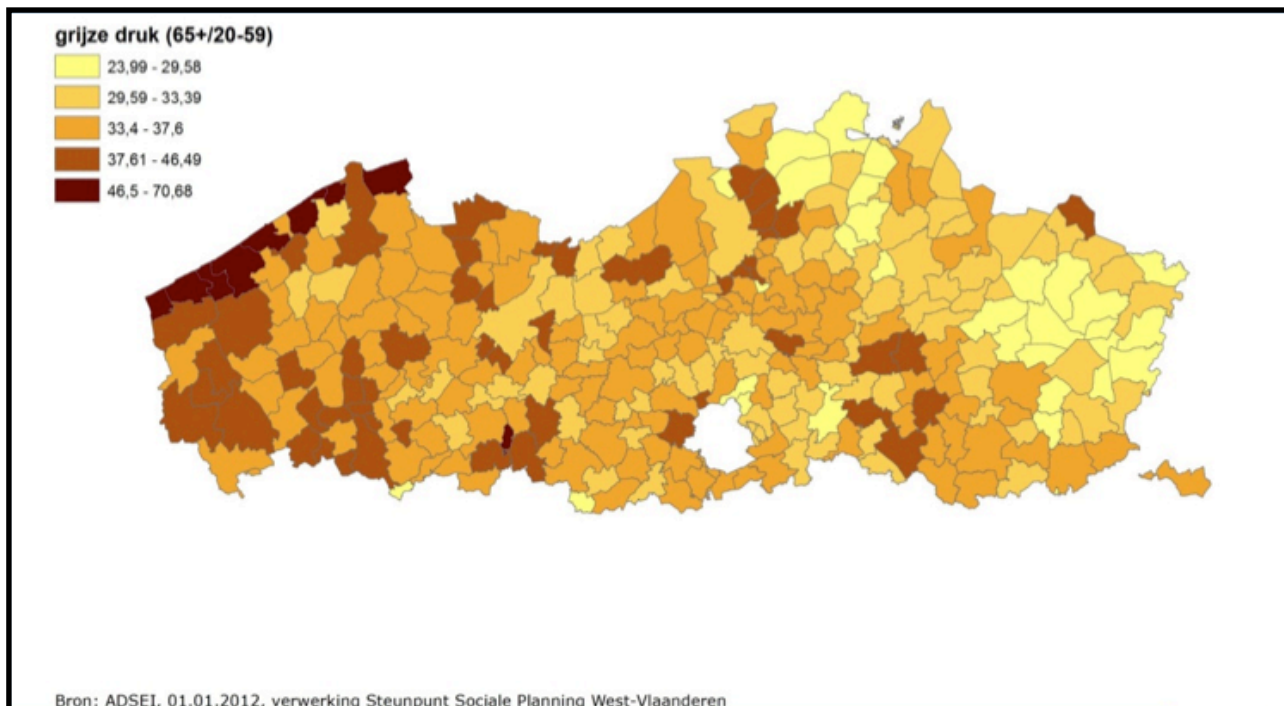 grijze druk (65+/20-59)
23,99 - 29,58
29,59 - 33,39
33,4 - 37,6
37,61 - 46,49
46,5 - 70,68
Bron: ADSEI, 01.01.2012, verwerking Steunpunt Sociale Planning West-Vlaanderen